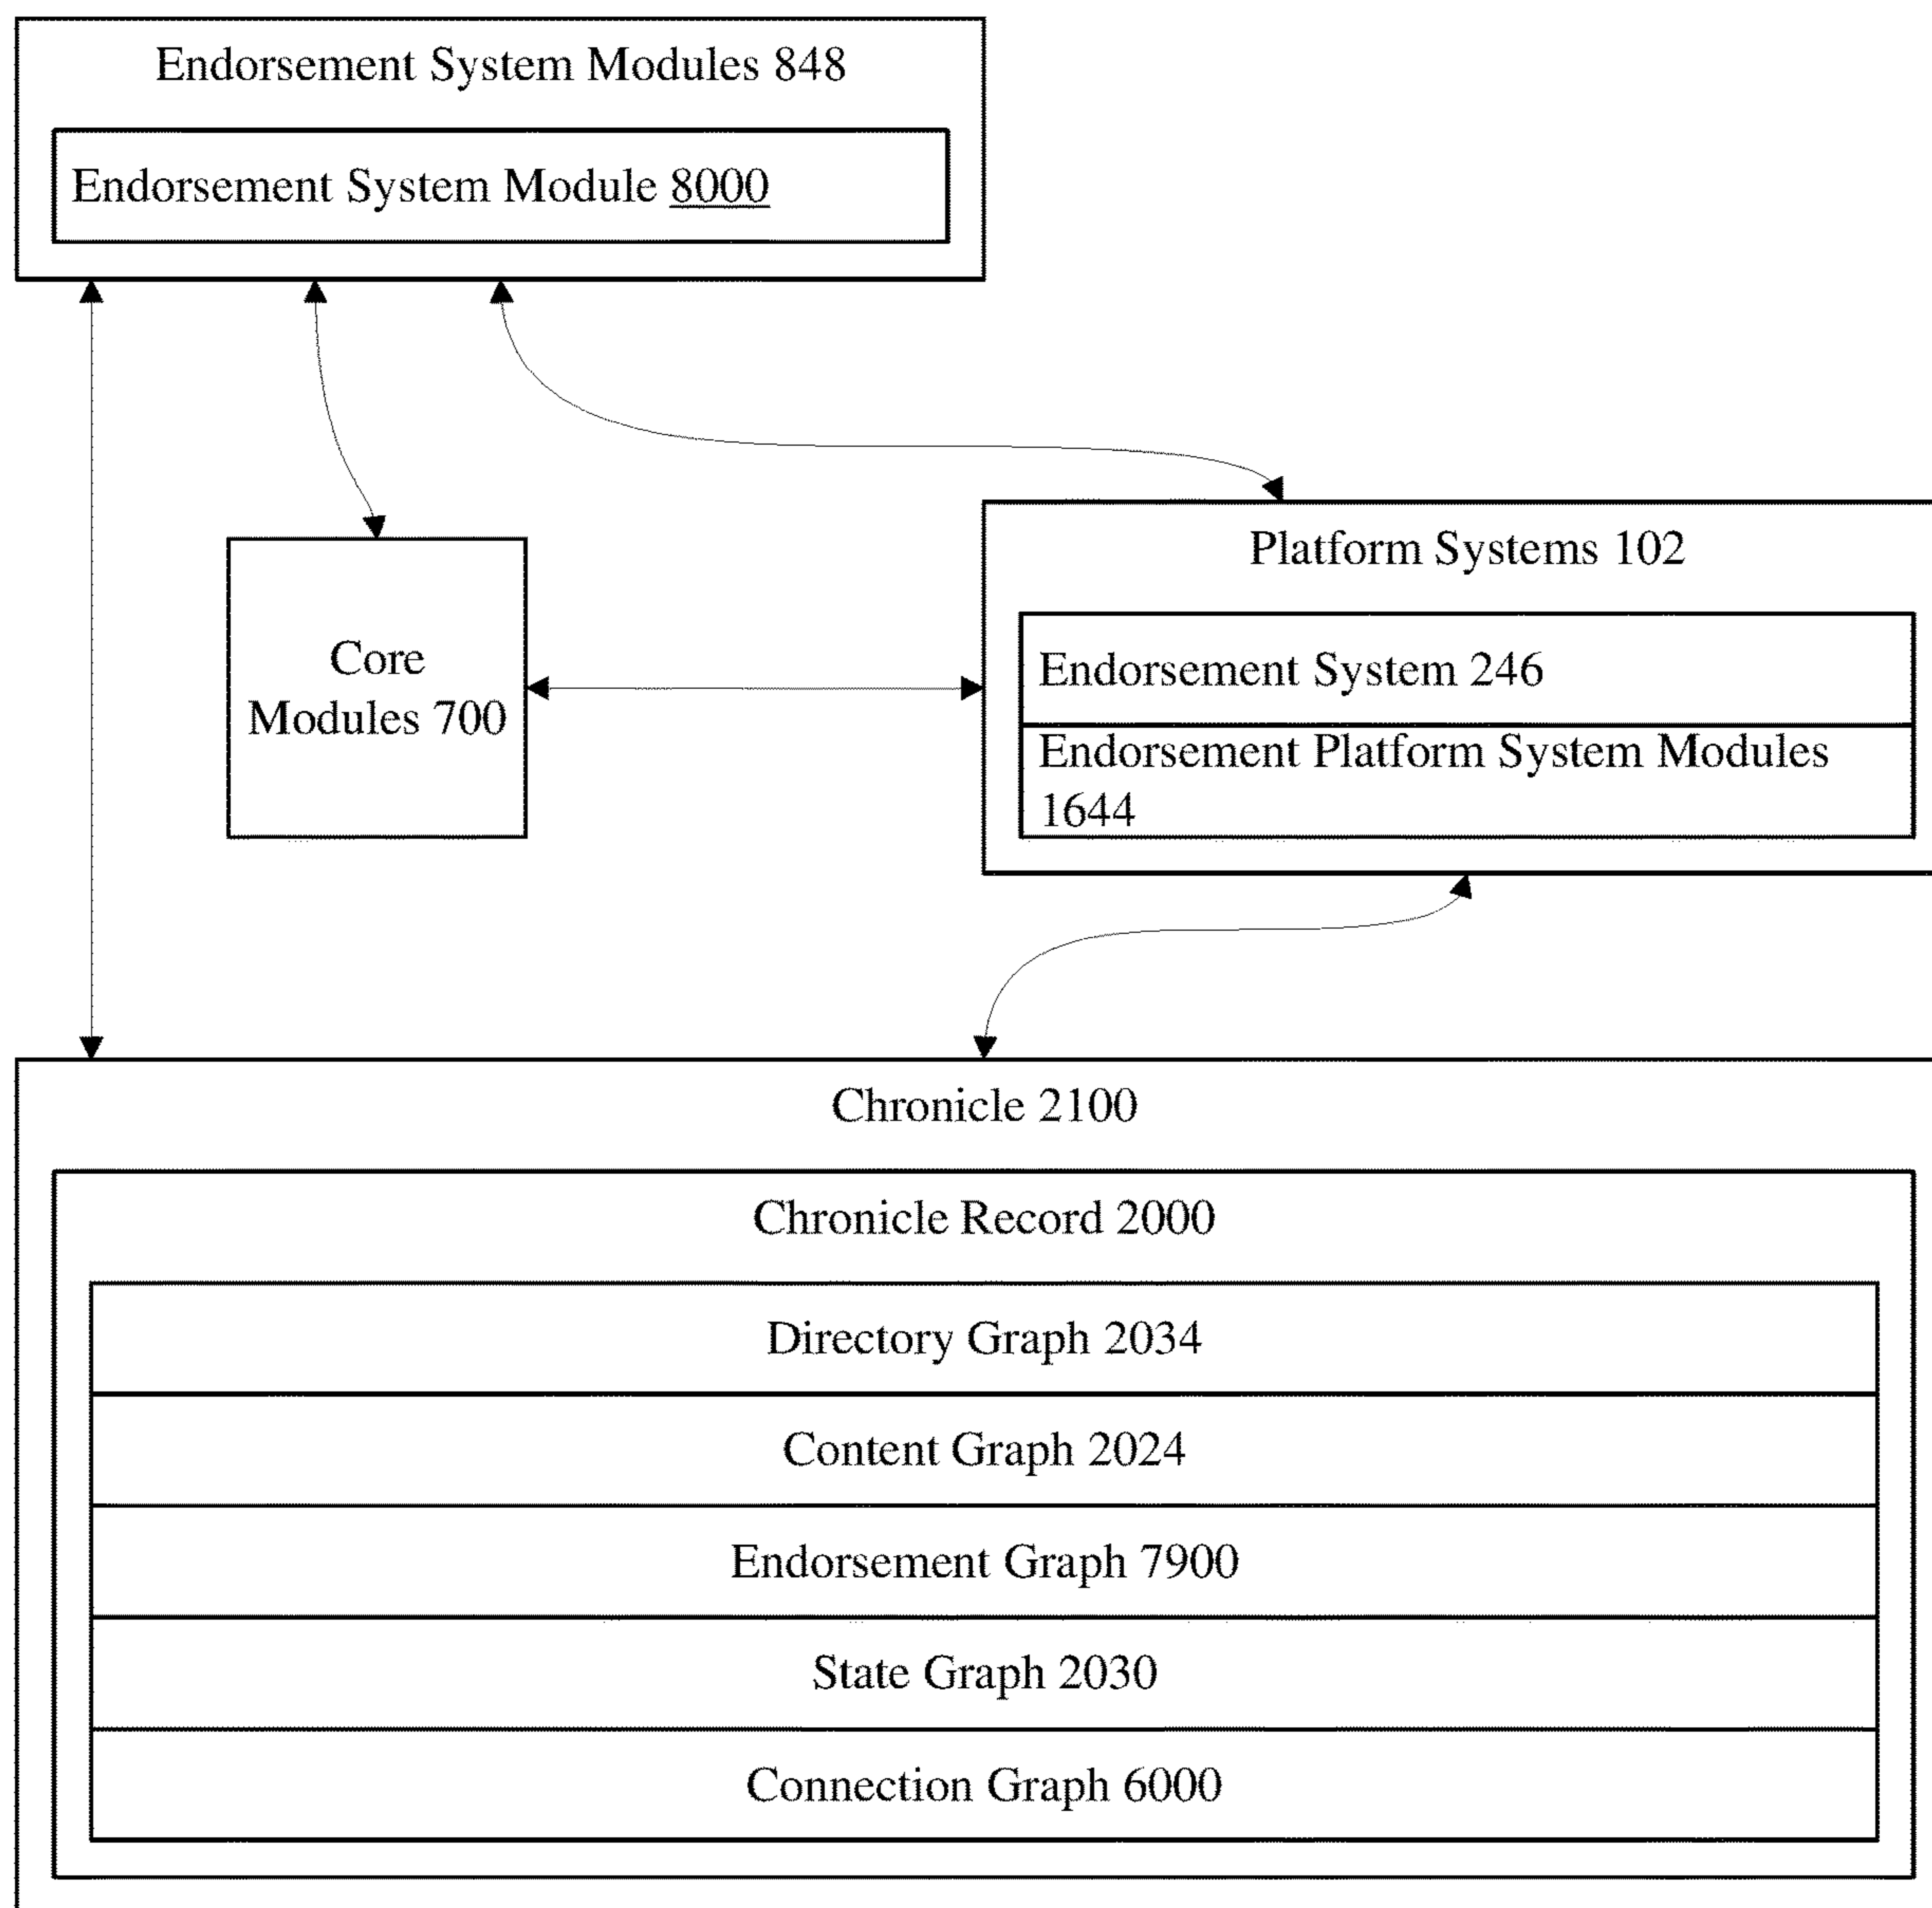 Endorsement System Modules 848
Endorsement System Module 8000
Platform Systems 102
Core
Modules 700
Endorsement System 246
Endorsement Platform System Modules
1644
Chronicle 2100
Chronicle Record 2000
Directory Graph 2034
Content Graph 2024
Endorsement Graph 7900
State Graph 2030
Connection Graph 6000